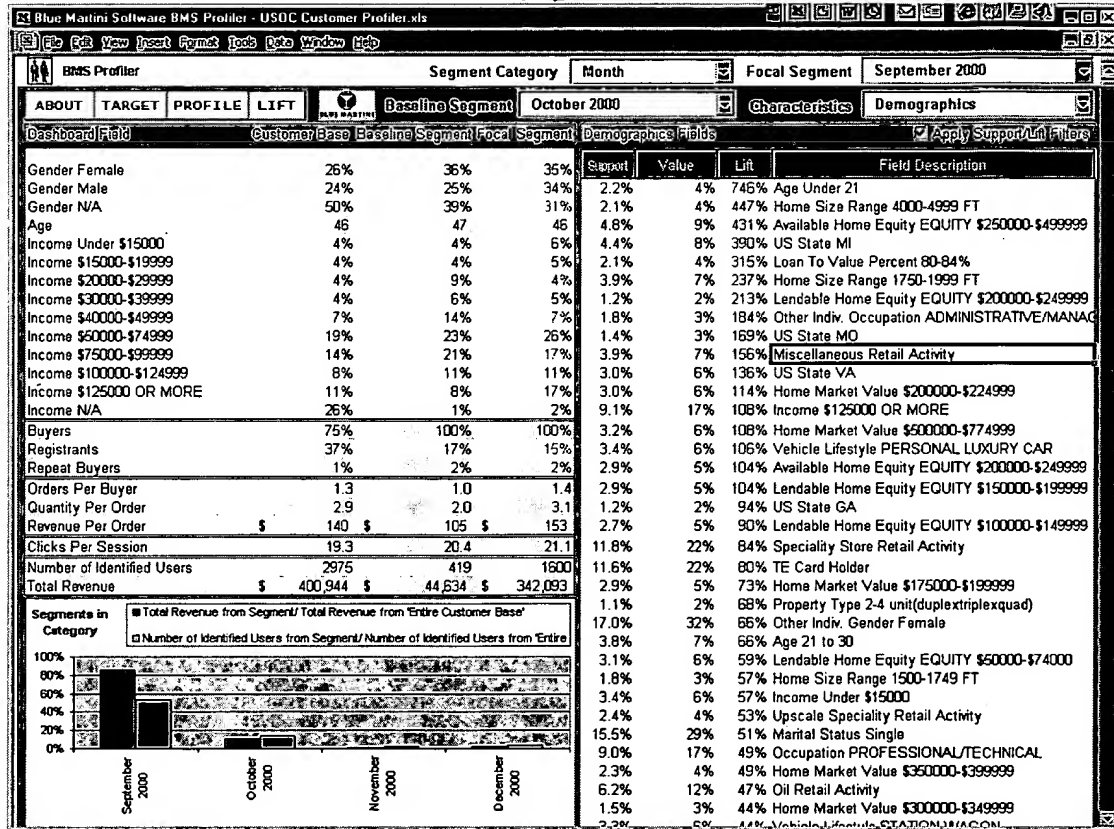 Blue Martini Software BMS Profiler - USOC Customer Profiler.xls
File Edit View Insert Format Tools Data Window Help
BMS Profiler Segment Category Month Focal Segment September 2000
ABOUT TARGET PROFILE LIFT BLUE MARTINI Baseline Segment October 2000 Characteristics Demographics
Dashboard Field Customer Base Baseline Segment Focal Segment
Gender Female 26% 36% 35%
Gender Male 24% 25% 34%
Gender N/A 50% 39% 31%
Age 46 47 46
Income Under $15000 4% 4% 6%
Income $15000-$19999 4% 4% 5%
Income $20000-$29999 4% 9% 4%
Income $30000-$39999 4% 6% 5%
Income $40000-$49999 7% 14% 7%
Income $50000-$74999 19% 23% 26%
Income $75000-$99999 14% 21% 17%
Income $100000-$124999 8% 11% 11%
Income $125000 OR MORE 11% 8% 17%
Income N/A 26% 1% 2%
Buyers 75% 100% 100%
Registrants 37% 17% 15%
Repeat Buyers 1% 2% 2%
Orders Per Buyer 1.3 1.0 1.4
Quantity Per Order 2.9 2.0 3.1
Revenue Per Order $ 140 $ 105 $ 153
Clicks Per Session 19.3 20.4 21.1
Number of Identified Users 2975 419 1600
Total Revenue $ 400,944 $ 44,634 $ 342,093
Segments in Category
Total Revenue from Segment/ Total Revenue from 'Entire Customer Base'
Number of Identified Users from Segment/ Number of Identified Users from 'Entire
100%
80%
60%
40%
20%
0%
September 2000
October 2000
November 2000
December 2000
Demographics Fields Apply Support/Lift Filters
Support Value Lift Field Description
2.2% 4% 746% Age Under 21
2.1% 4% 447% Home Size Range 4000-4999 FT
4.8% 9% 431% Available Home Equity EQUITY $250000-$499999
4.4% 8% 390% US State MI
2.1% 4% 315% Loan To Value Percent 80-84%
3.9% 7% 237% Home Size Range 1750-1999 FT
1.2% 2% 213% Lendable Home Equity EQUITY $200000-$249999
1.8% 3% 184% Other Indiv. Occupation ADMINISTRATIVE/MANAG
1.4% 3% 169% US State MO
3.9% 7% 156% Miscellaneous Retail Activity
3.0% 6% 136% US State VA
3.0% 6% 114% Home Market Value $200000-$224999
9.1% 17% 108% Income $125000 OR MORE
3.2% 6% 108% Home Market Value $500000-$774999
3.4% 6% 106% Vehicle Lifestyle PERSONAL LUXURY CAR
2.9% 5% 104% Available Home Equity EQUITY $200000-$249999
2.9% 5% 104% Lendable Home Equity EQUITY $150000-$199999
1.2% 2% 94% US State GA
2.7% 5% 90% Lendable Home Equity EQUITY $100000-$149999
11.8% 22% 84% Speciality Store Retail Activity
11.6% 22% 80% TE Card Holder
2.9% 5% 73% Home Market Value $175000-$199999
1.1% 2% 68% Property Type 2-4 unit(duplextriplexquad)
17.0% 32% 66% Other Indiv. Gender Female
3.8% 7% 66% Age 21 to 30
3.1% 6% 59% Lendable Home Equity EQUITY $50000-$74000
1.8% 3% 57% Home Size Range 1500-1749 FT
3.4% 6% 57% Income Under $15000
2.4% 4% 53% Upscale Speciality Retail Activity
15.5% 29% 51% Marital Status Single
9.0% 17% 49% Occupation PROFESSIONAL/TECHNICAL
2.3% 4% 49% Home Market Value $350000-$399999
6.2% 12% 47% Oil Retail Activity
1.5% 3% 44% Home Market Value $300000-$349999
6% 44% Vehicle Lifestyle STATION WAGON